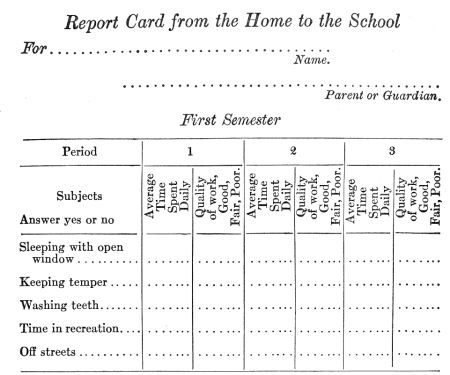 Report Card from the Home to the School
For......................................
Name.
............................................
Parent or Guardian.
First Semester
Period 1 2 3
Subjects
Answer yes or no
Average Time Spent Daily
Quality of work, Good, Fair, Poor.
Average Time Spent Daily
Quality of work, Good, Fair, Poor.
Average Time Spent Daily
Quality of work, Good, Fair, Poor.
Sleeping with open
window..........
Keeping temper......
Washing teeth....
Time in recreation....
Off streets.........